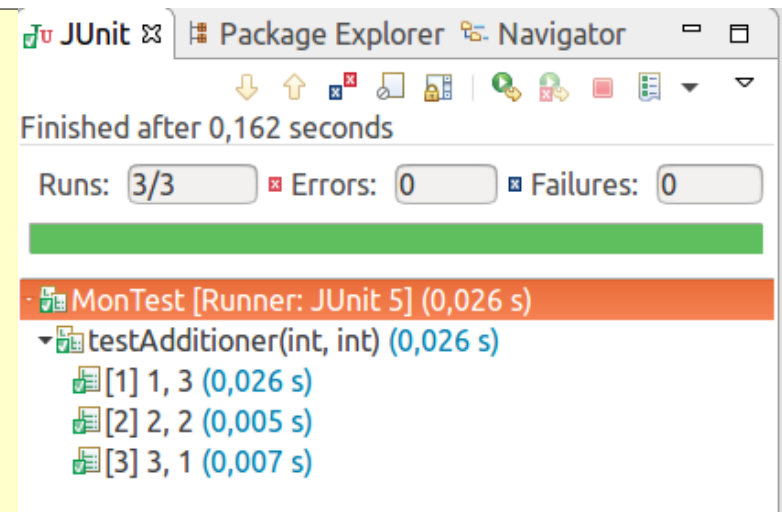 JUnit Package Explorer Navigator
Finished after 0,162 seconds
Runs: 3/3 Errors: 0 Failures: 0
MonTest [Runner: JUnit 5] (0,026 s)
testAdditioner(int, int) (0,026 s)
[1] 1, 3 (0,026 s)
[2] 2, 2 (0,005 s)
[3] 3, 1 (0,007 s)